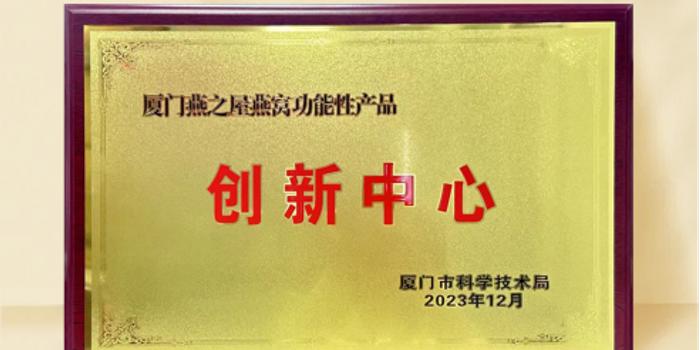 厦门燕之屋燕窝功能性产品
创新中心
厦门市科学技术局
2023年12月